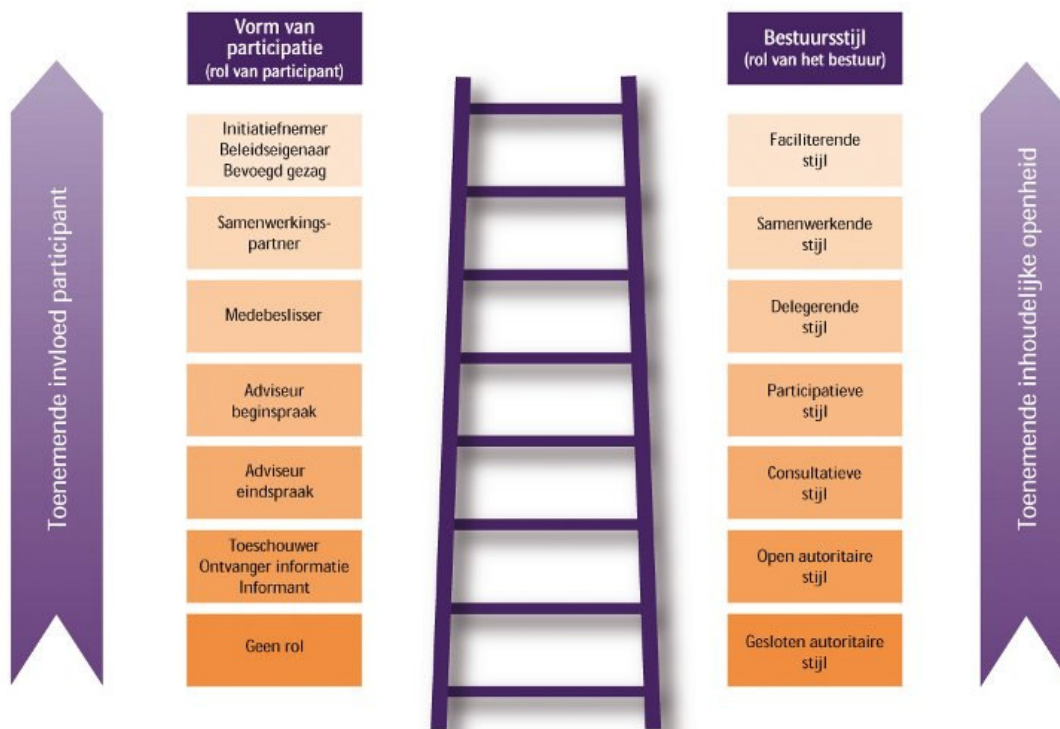 Vorm van
participatie
(rol van participant)
Bestuursstijl
(rol van het bestuur)
Toenemende invloed participant
Initiatiefnemer
Beleidseigenaar
Bevoegd gezag
Faciliterende
stijl
Samenwerkings-
partner
Samenwerkende
stijl
Medebeslisser
Delegerende
stijl
Adviseur
beginspraak
Participatieve
stijl
Adviseur
eindspraak
Consultatieve
stijl
Toeschouwer
Ontvanger informatie
Informant
Open autoritaire
stijl
Geen rol
Gesloten autoritaire
stijl
Toenemende inhoudelijke openheid